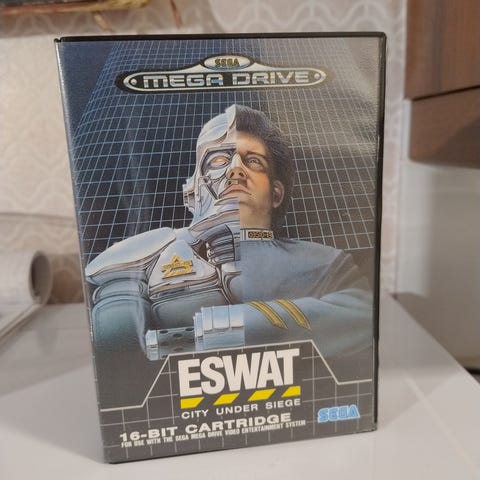 SEGA
MEGA DRIVE
ESWAT
CITY UNDER SIEGE
16-BIT CARTRIDGE
FOR USE WITH THE SEGA MEGA DRIVE VIDEO ENTERTAINMENT SYSTEM
SEGA